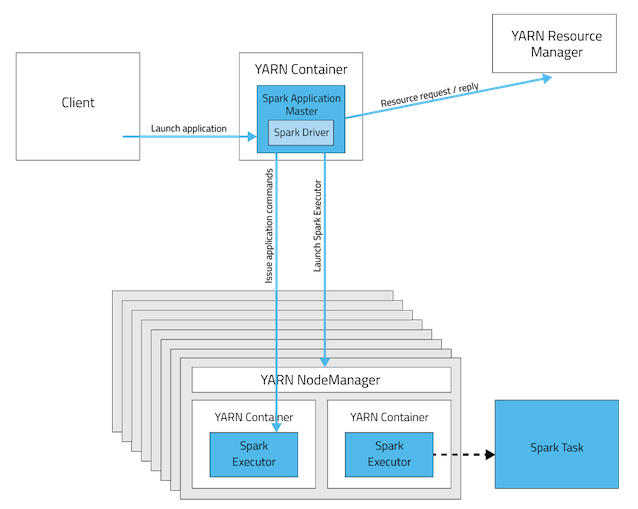 YARN Resource
Manager
YARN Container
Client
Spark Application
Master
Spark Driver
Launch application
Resource request / reply
Issue application commands
Launch Spark Executor
YARN NodeManager
YARN Container
YARN Container
Spark
Executor
Spark
Executor
Spark Task